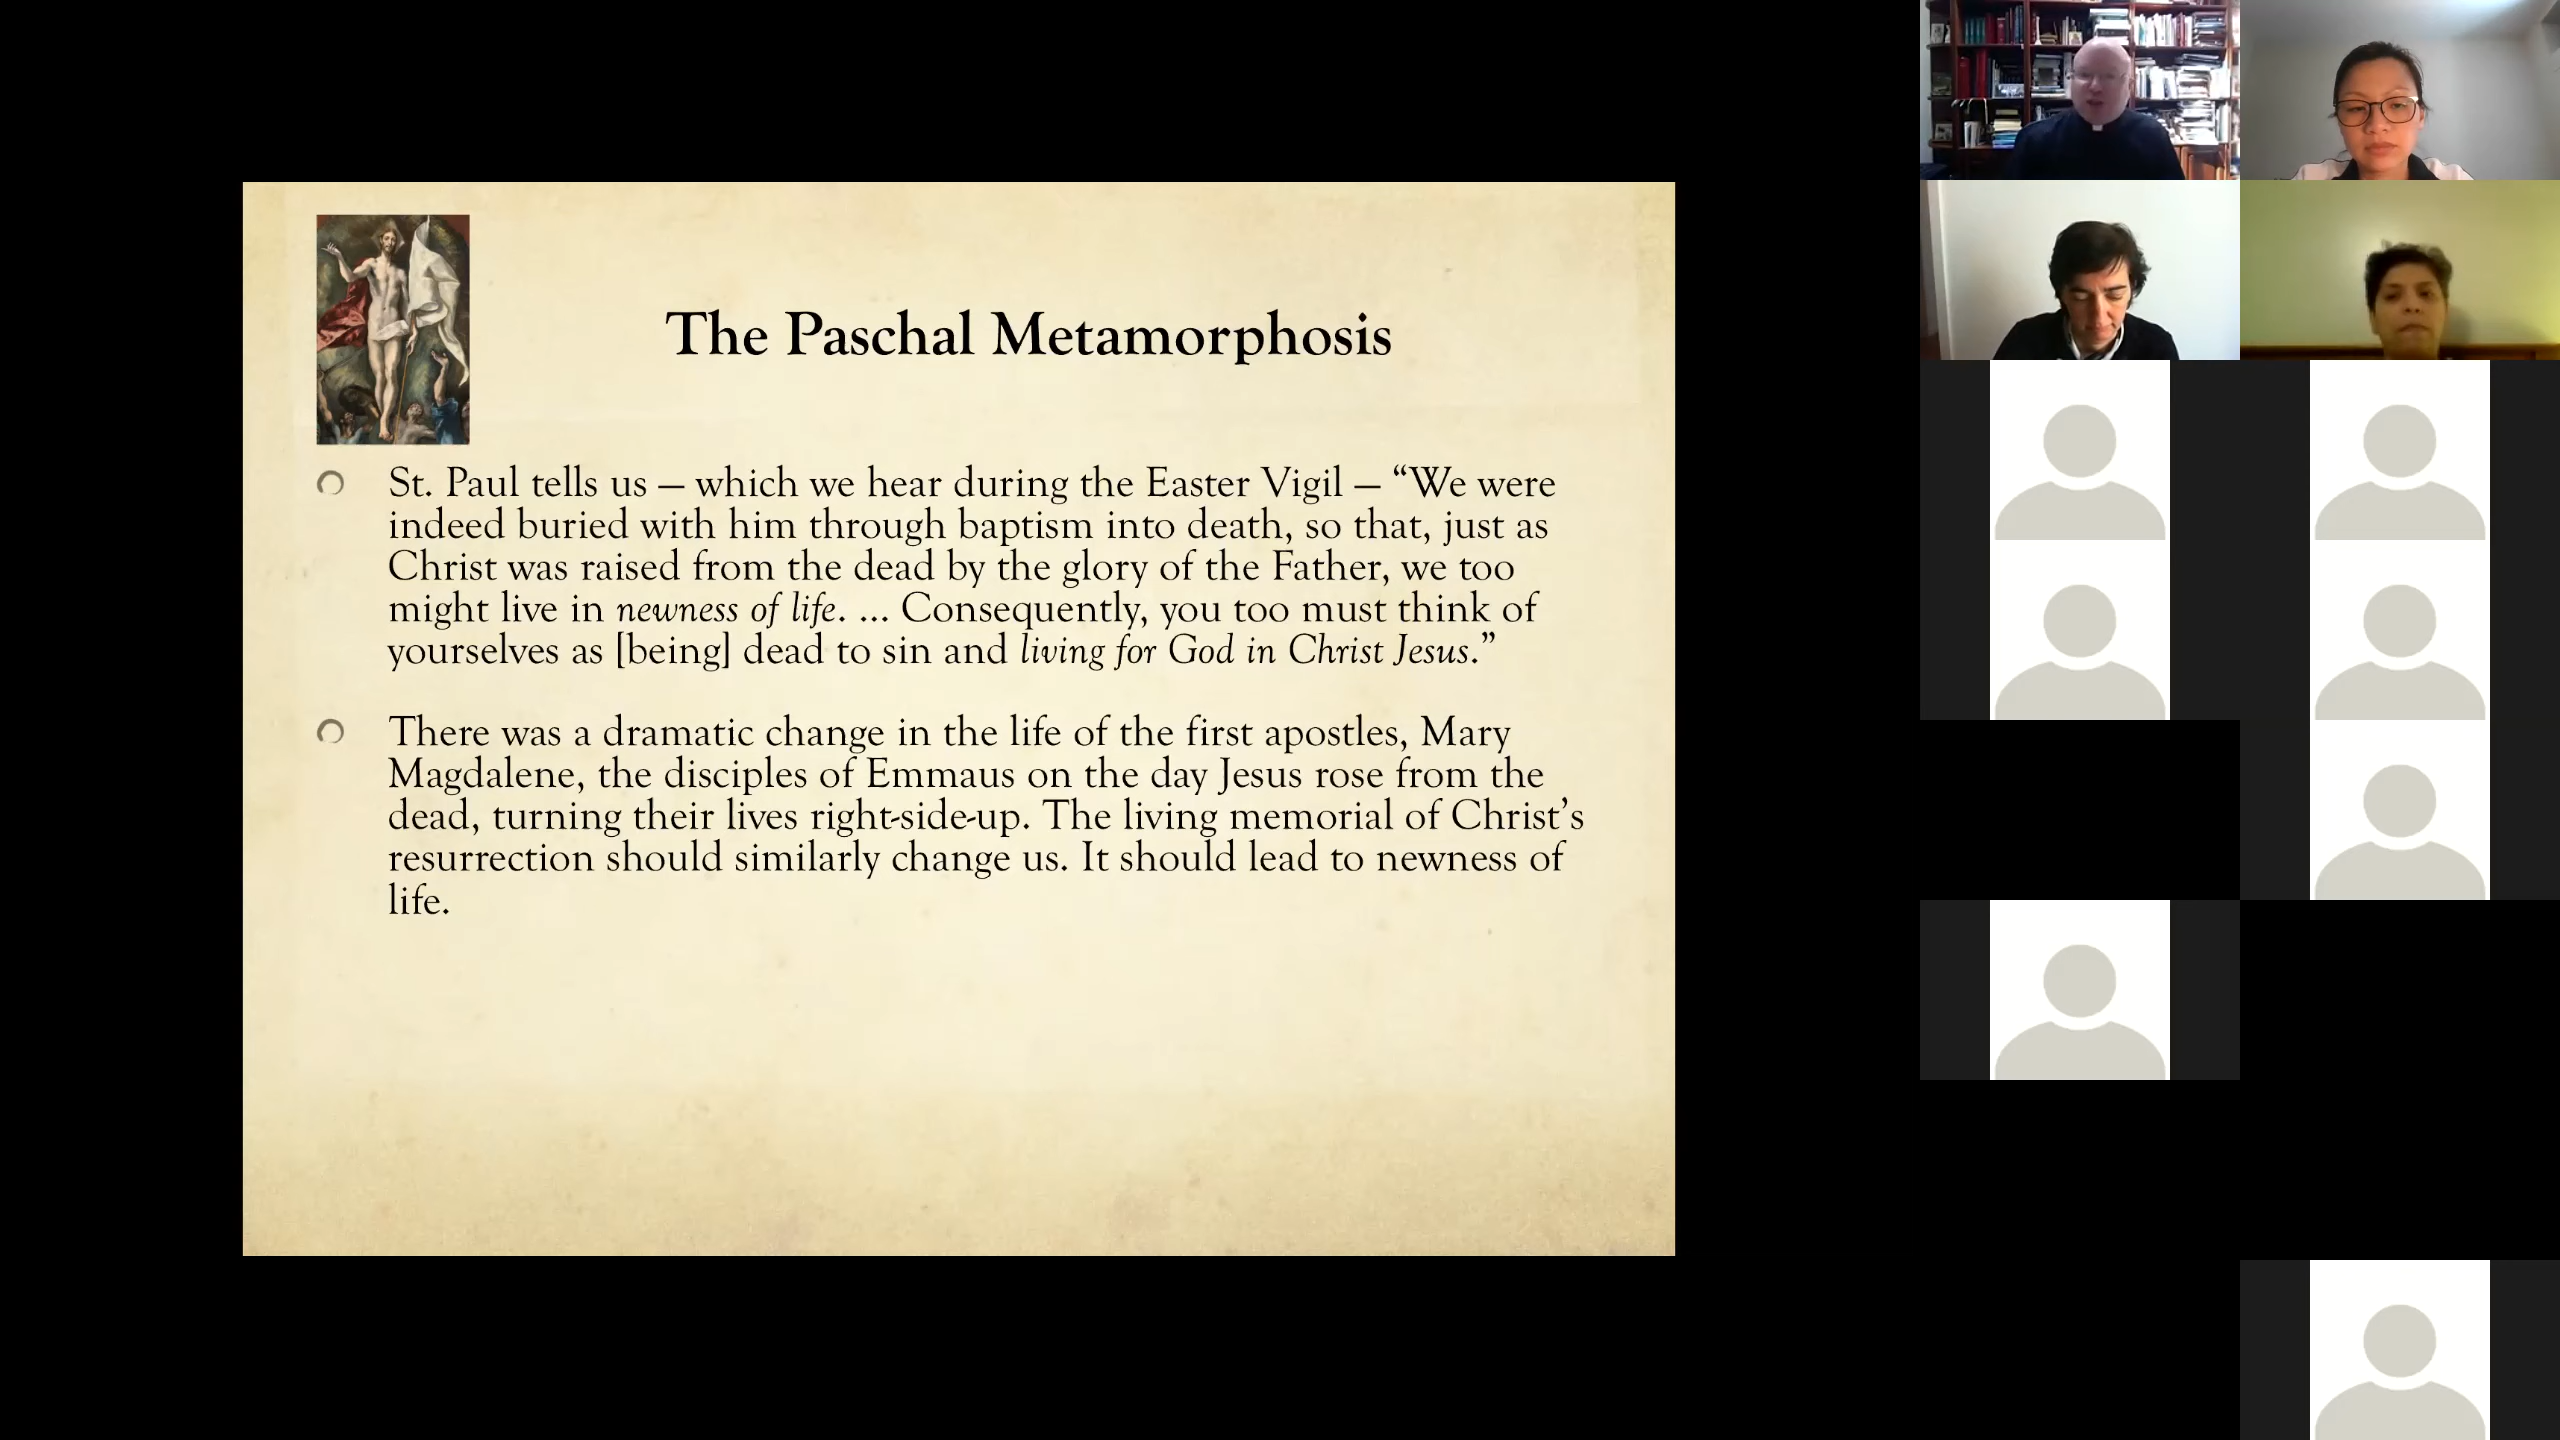 The Paschal Metamorphosis
St. Paul tells us – which we hear during the Easter Vigil – “We were
indeed buried with him through baptism into death, so that, just as
Christ was raised from the dead by the glory of the Father, we too
might live in newness of life. … Consequently, you too must think of
yourselves as [being] dead to sin and living for God in Christ Jesus.”
There was a dramatic change in the life of the first apostles, Mary
Magdalene, the disciples of Emmaus on the day Jesus rose from the
dead, turning their lives right-side-up. The living memorial of Christ’s
resurrection should similarly change us. It should lead to newness of
life.